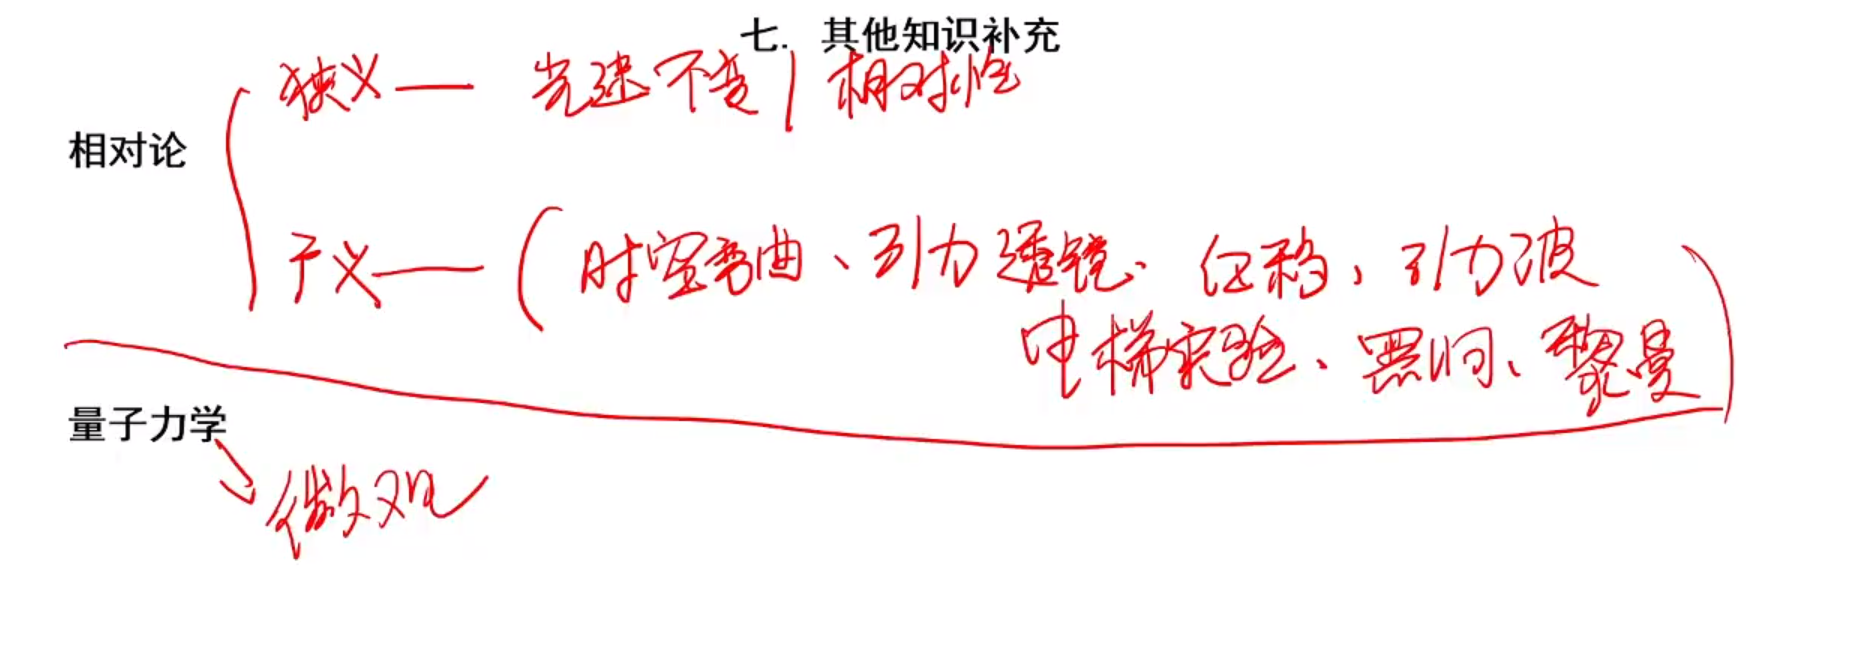 七. 其他知识补充
狭义 — 光速不变 | 相对性
相对论
广义 — ( 时空弯曲、引力透镜. 红移, 引力波
电梯实验、黑洞、黎曼 )
量子力学
微观